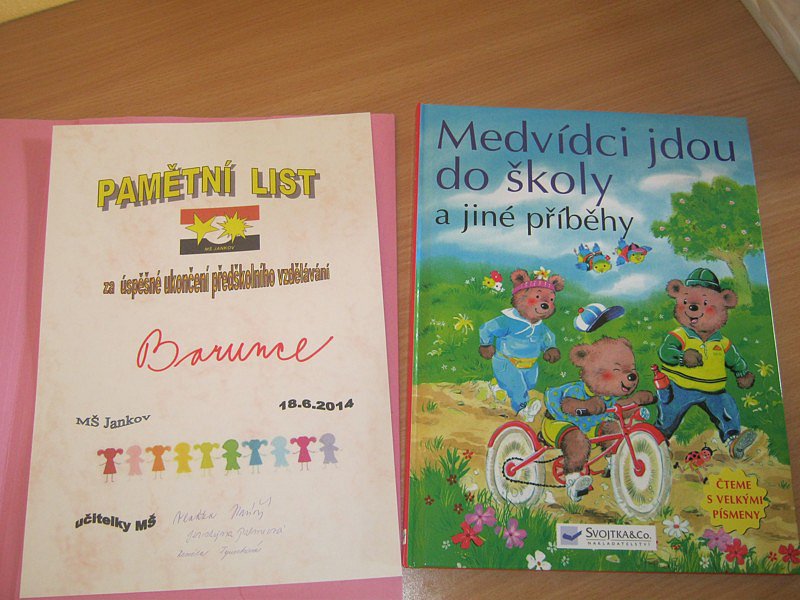 PAMĚTNÍ LIST
MŠ JANKOV
za úspěšné ukončení předškolního vzdělávání
Barunce
18.6.2014
MŠ Jankov
učitelky MŠ
Medvídci jdou
do školy
a jiné příběhy
ČTEME
S VELKÝMI
PÍSMENY
SVOJTKA&CO.
NAKLADATELSTVÍ